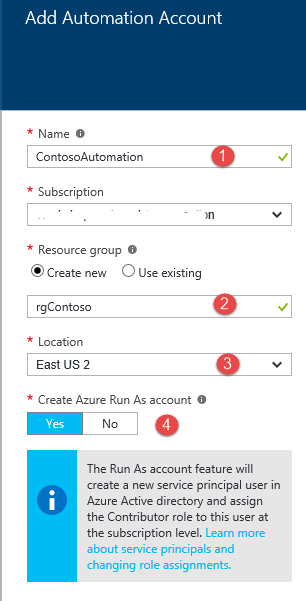 Add Automation Account
* Name
ContosoAutomation 1
* Subscription
* Resource group
Create new Use existing
rgContoso 2
* Location
East US 2 3
* Create Azure Run As account
Yes No 4
The Run As account feature will
create a new service principal user in
Azure Active directory and assign
the Contributor role to this user at
the subscription level. Learn more
about service principals and
changing role assignments.